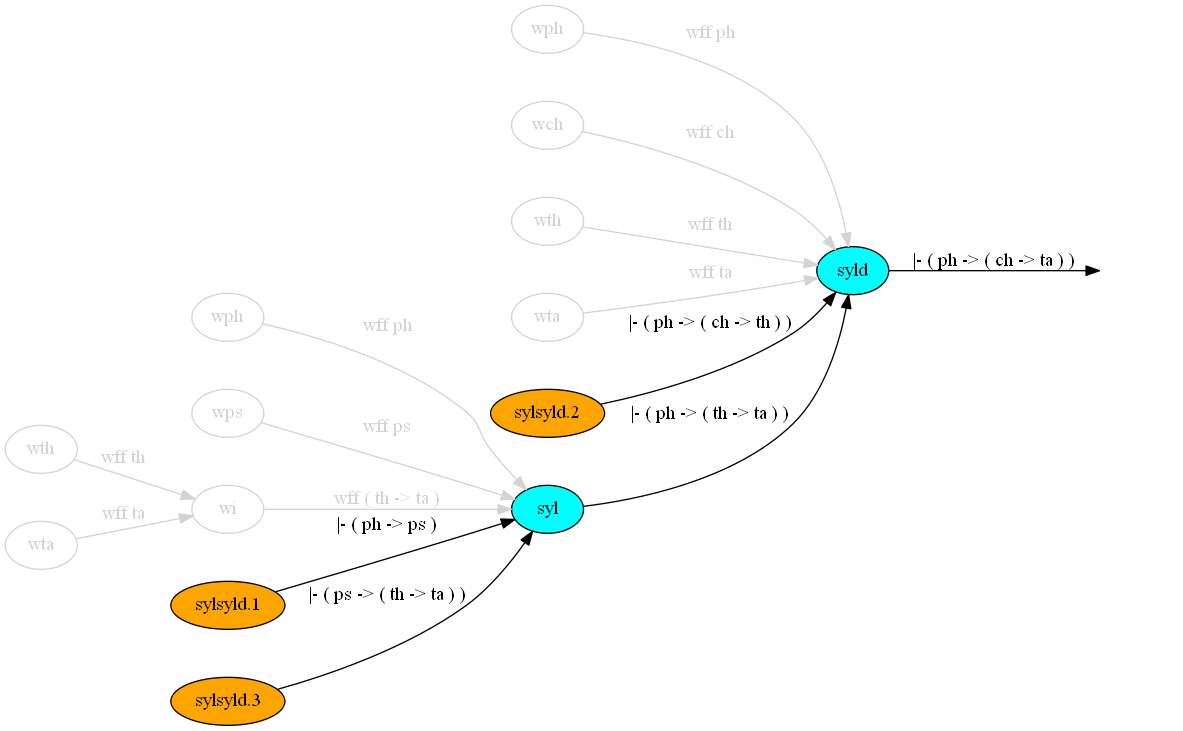 wph
wff ph
wch
wff ch
wth
wff th
wta
wff ta
syld
|- ( ph -> ( ch -> ta ) )
|- ( ph -> ( ch -> th ) )
sylsyld.2
|- ( ph -> ( th -> ta ) )
wph
wff ph
wps
wff ps
wth
wff th
wta
wff ta
wi
wff ( th -> ta )
|- ( ph -> ps )
syl
sylsyld.1
|- ( ps -> ( th -> ta ) )
sylsyld.3